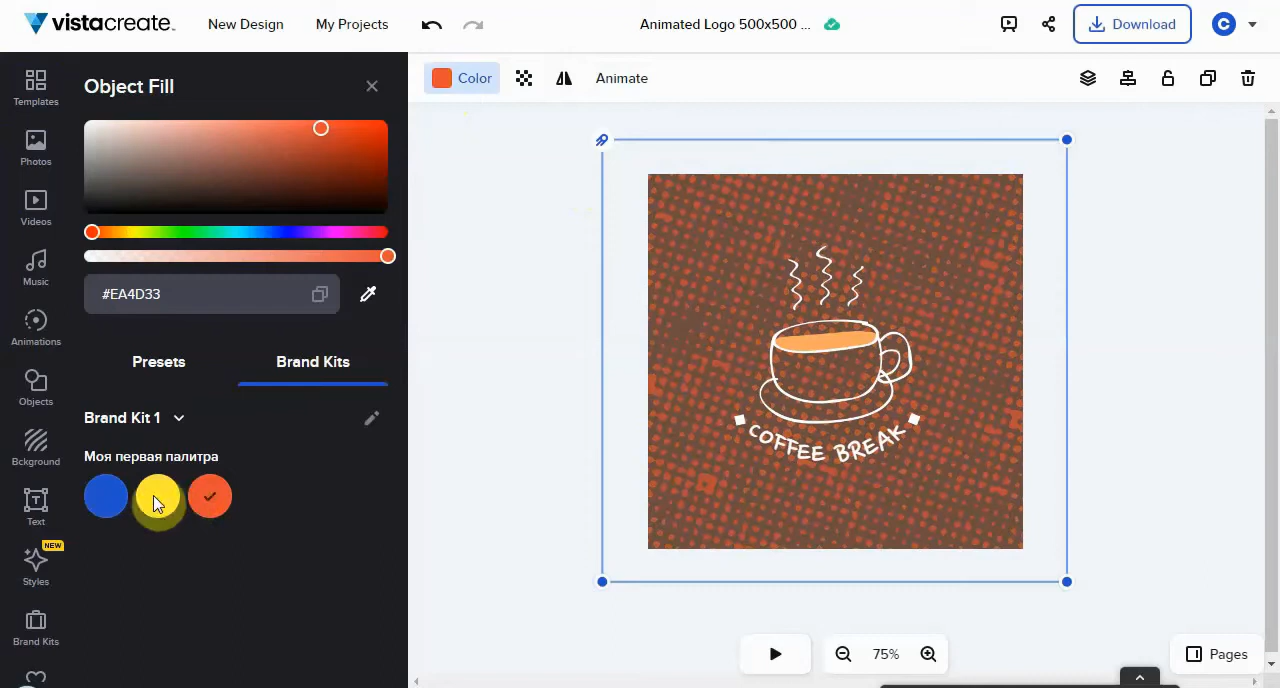 vistacreate
New Design
My Projects
Animated Logo 500x500 ...
Download
C
Templates
Photos
Videos
Music
Animations
Objects
Bckground
Text
NEW
Styles
Brand Kits
Object Fill
#EA4D33
Presets
Brand Kits
Brand Kit 1
Моя первая палитра
Color
Animate
COFFEE BREAK
75%
Pages